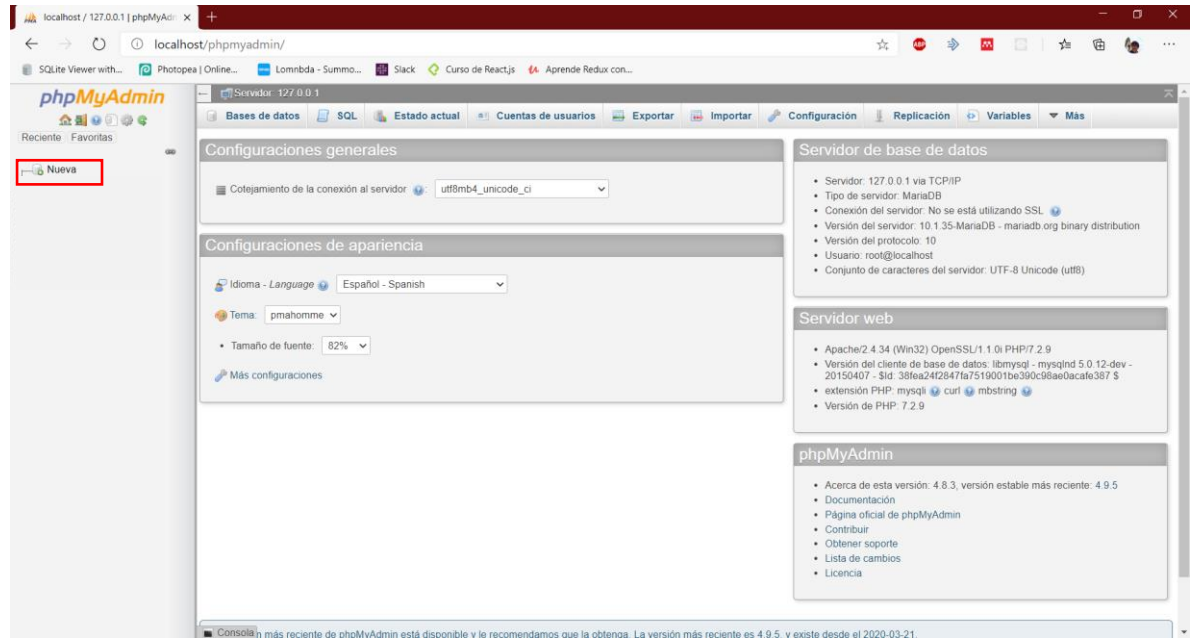 localhost / 127.0.0.1 | phpMyAdn
localhost/phpmyadmin/
ABP
SQLite Viewer with... Photopea | Online... Lomnbda - Summo... Slack Curso de React.js Aprende Redux con...
phpMyAdmin
Reciente Favoritas
Nueva
Servidor: 127.0.0.1
Bases de datos SQL Estado actual Cuentas de usuarios Exportar Importar Configuración Replicación Variables Más
Configuraciones generales
Cotejamiento de la conexión al servidor : utf8mb4_unicode_ci
Configuraciones de apariencia
Idioma - Language Español - Spanish
Tema: pmahomme
• Tamaño de fuente: 82%
Más configuraciones
Servidor de base de datos
• Servidor: 127.0.0.1 via TCP/IP
• Tipo de servidor: MariaDB
• Conexión del servidor: No se está utilizando SSL
• Versión del servidor: 10.1.35-MariaDB - mariadb.org binary distribution
• Versión del protocolo: 10
• Usuario: root@localhost
• Conjunto de caracteres del servidor: UTF-8 Unicode (utf8)
Servidor web
• Apache/2.4.34 (Win32) OpenSSL/1.1.0i PHP/7.2.9
• Versión del cliente de base de datos: libmysql - mysqlnd 5.0.12-dev -
20150407 - $Id: 38fea24f2847fa7519001be390c98ae0acafe387 $
• extensión PHP: mysqli curl mbstring
• Versión de PHP: 7.2.9
phpMyAdmin
• Acerca de esta versión: 4.8.3, versión estable más reciente: 4.9.5
• Documentación
• Página oficial de phpMyAdmin
• Contribuir
• Obtener soporte
• Lista de cambios
• Licencia
Consola n más reciente de phpMyAdmin está disponible y le recomendamos que la obtenga. La versión más reciente es 4.9.5, y existe desde el 2020-03-21.